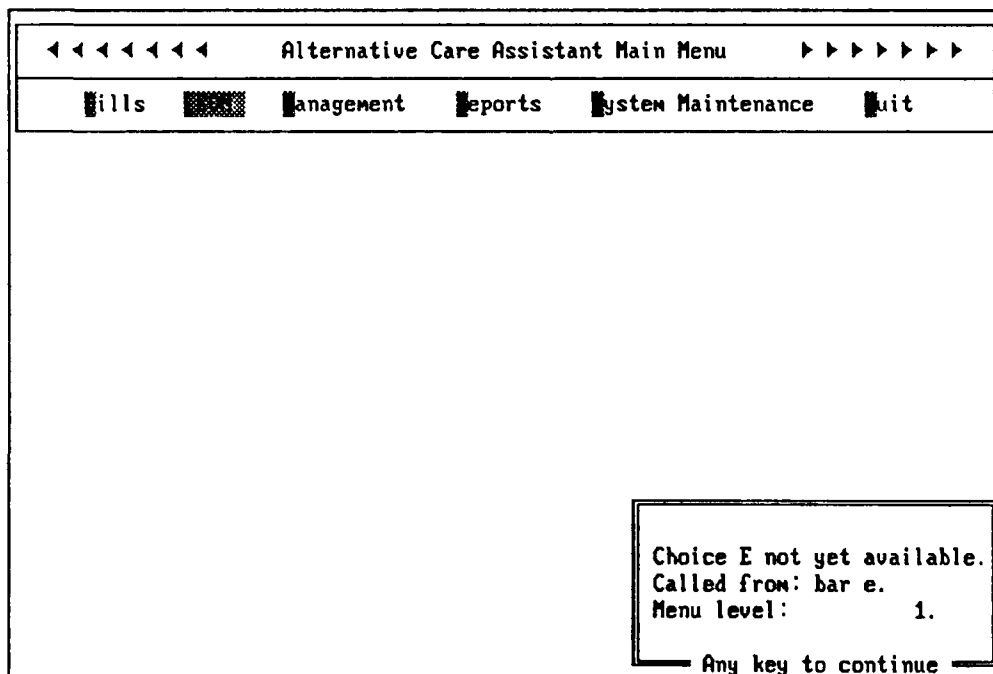 Alternative Care Assistant Main Menu
ills anagement eports ystem Maintenance uit
Choice E not yet available.
Called from: bar e.
Menu level: 1.
Any key to continue